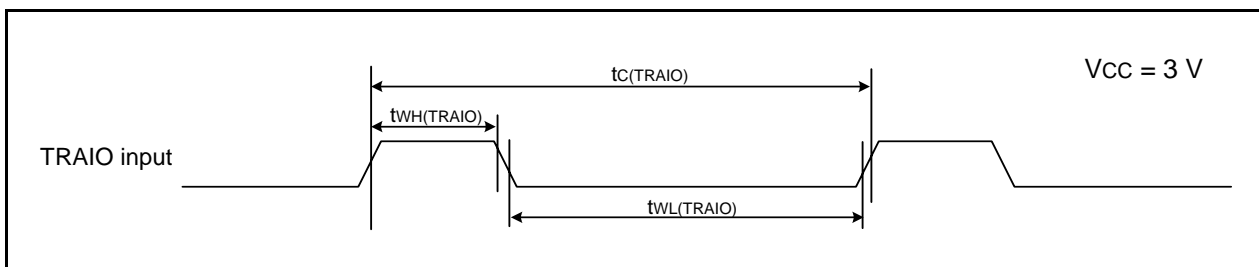 tC(TRAIO)
VCC = 3 V
tWH(TRAIO)
TRAIO input
tWL(TRAIO)